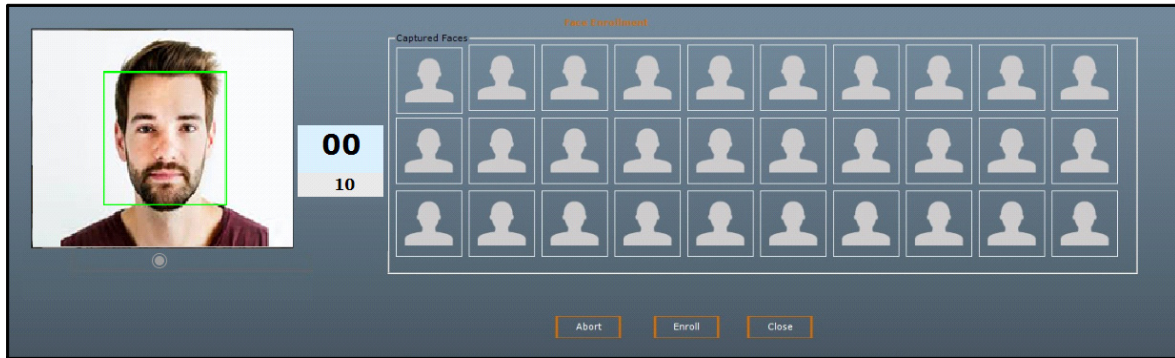 Face Enrollment
Captured Faces
00
10
Abort
Enroll
Close